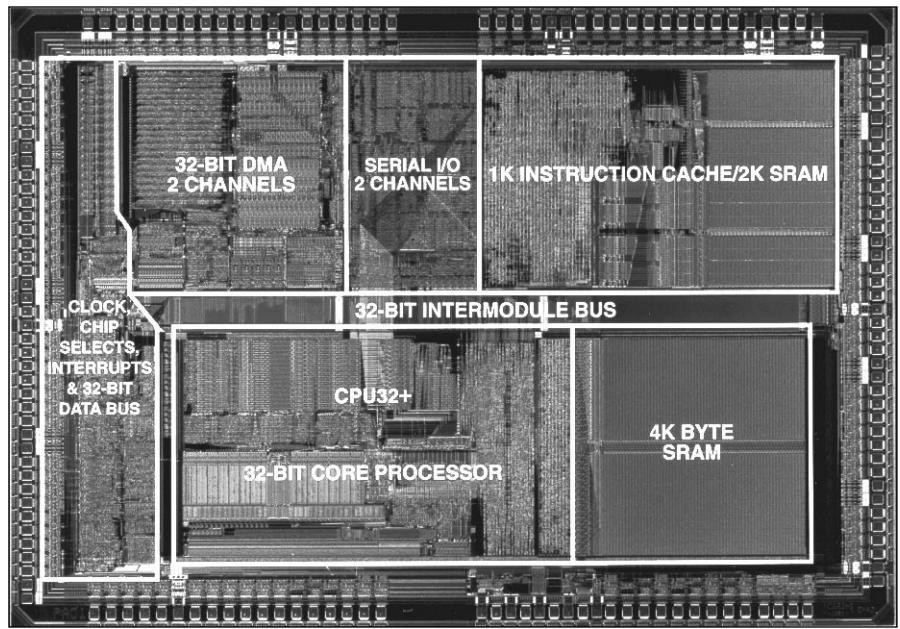 32-BIT DMA
2 CHANNELS
SERIAL I/O
2 CHANNELS
1K INSTRUCTION CACHE/2K SRAM
32-BIT INTERMODULE BUS
CLOCK,
CHIP
SELECTS,
INTERRUPTS
& 32-BIT
DATA BUS
CPU32+
32-BIT CORE PROCESSOR
4K BYTE
SRAM